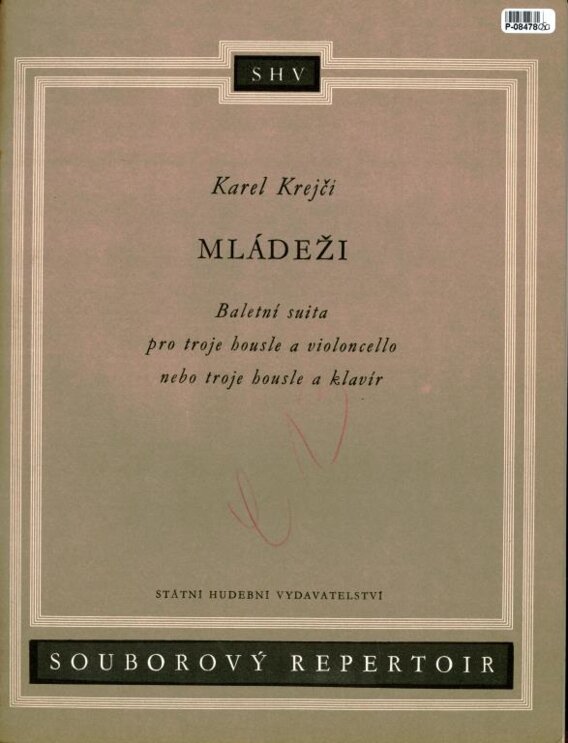 P-08478
SHV
Karel Krejčí
MLÁDEŽI
Baletní suita
pro troje housle a violoncello
nebo troje housle a klavír
STÁTNÍ HUDEBNÍ VYDAVATELSTVÍ
SOUBOROVÝ REPERTOIR